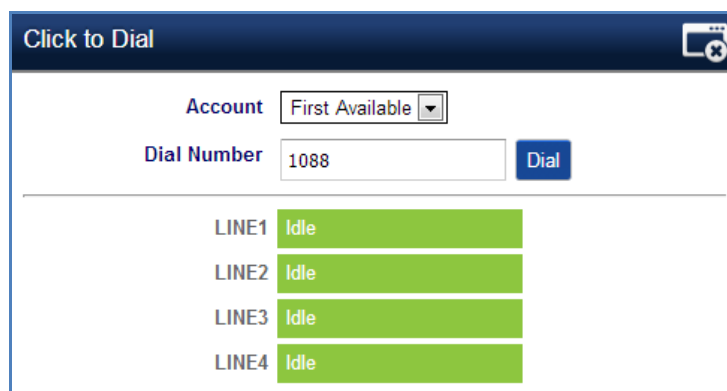 Click to Dial
Account First Available
Dial Number 1088 Dial
LINE1 Idle
LINE2 Idle
LINE3 Idle
LINE4 Idle